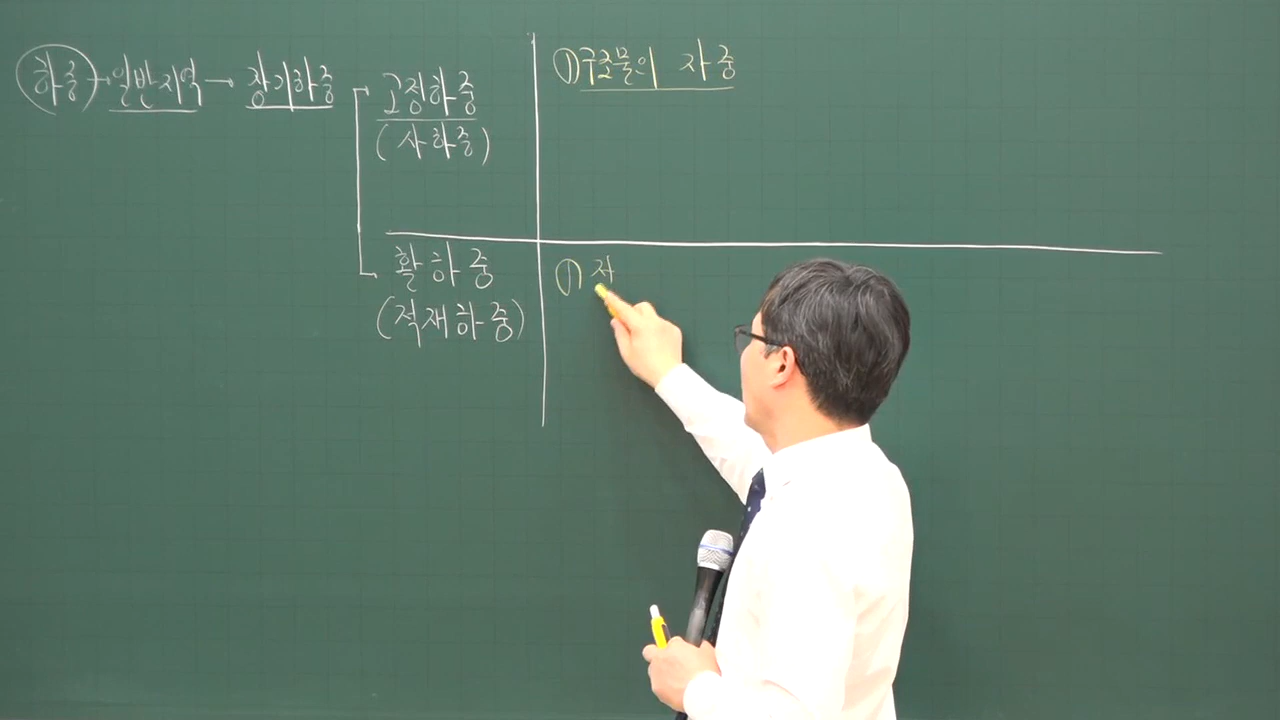 하중 → 일반지역 → 장기하중
고정하중
(사하중)
① 구조물의 자중
활하중
(적재하중)
①